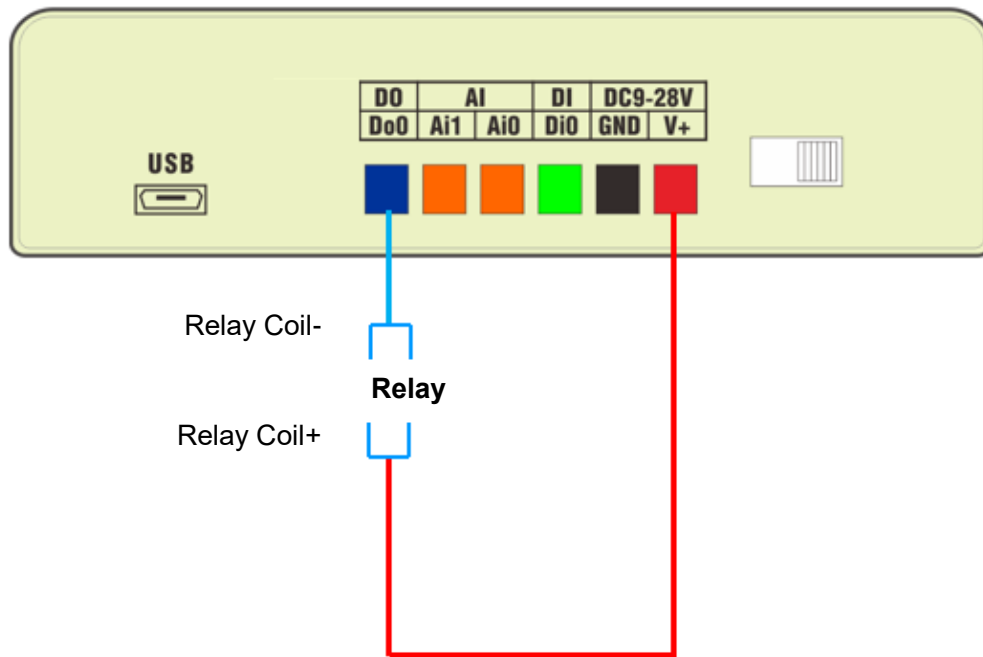 DO AI DI DC9-28V
Do0 Ai1 Ai0 Di0 GND V+
USB
Relay Coil-
Relay
Relay Coil+